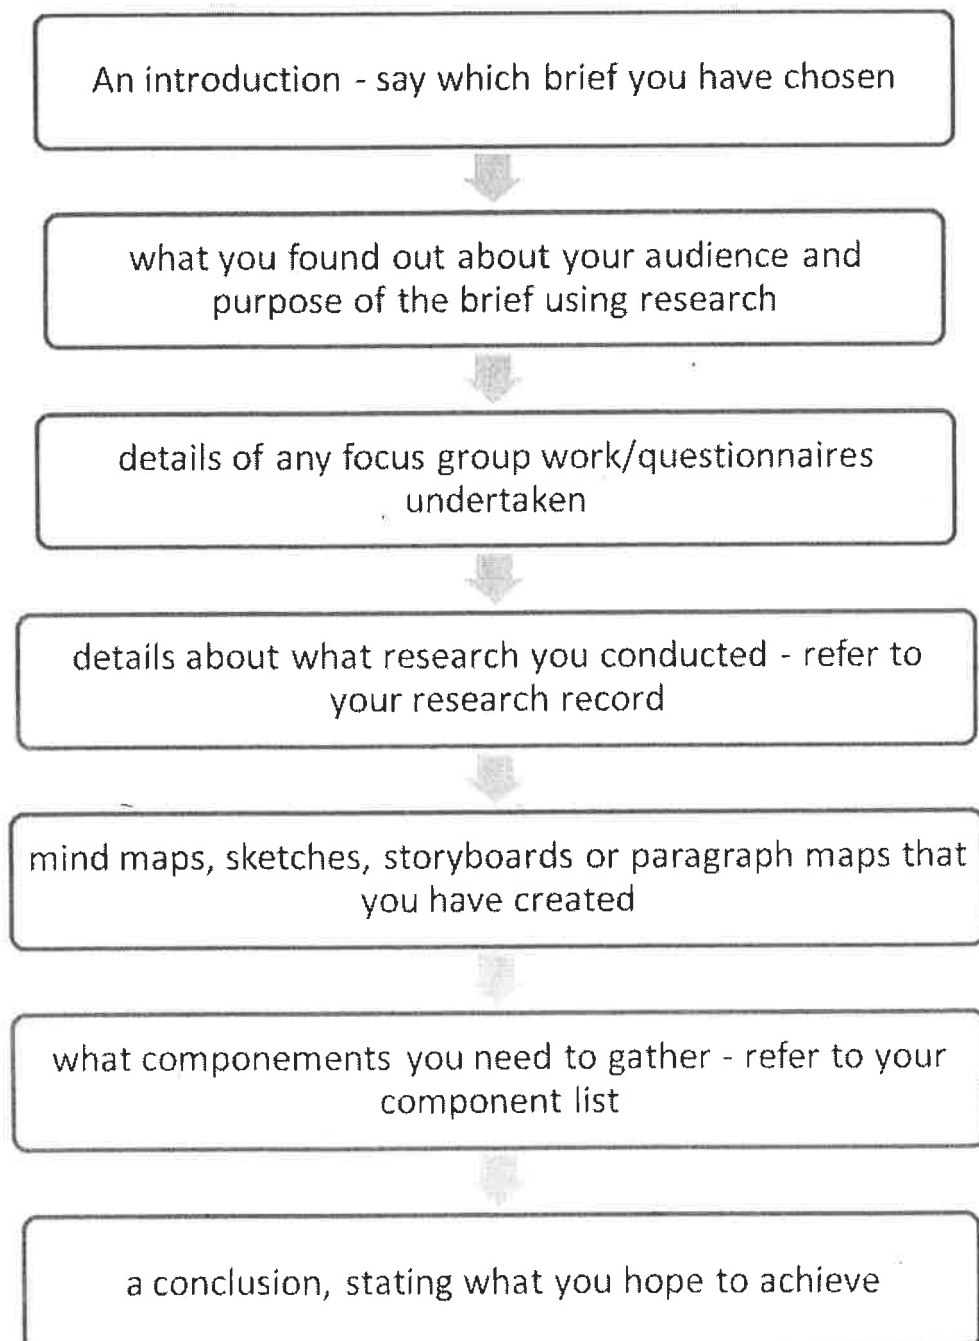 An introduction - say which brief you have chosen
what you found out about your audience and
purpose of the brief using research
details of any focus group work/questionnaires
undertaken
details about what research you conducted - refer to
your research record
mind maps, sketches, storyboards or paragraph maps that
you have created
what componements you need to gather - refer to your
component list
a conclusion, stating what you hope to achieve